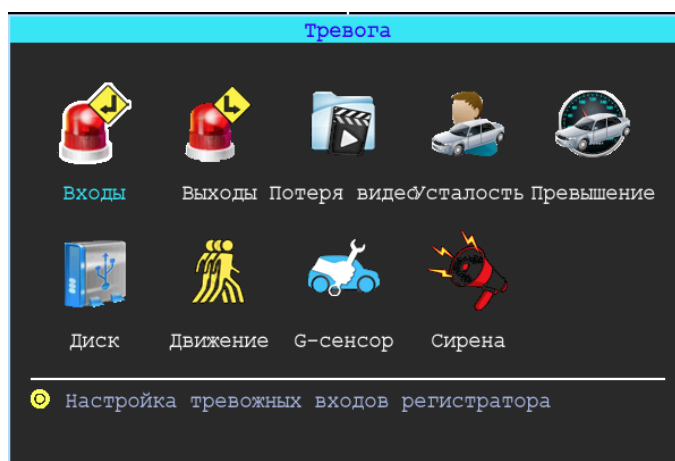 Тревога
Входы Выходы Потеря видео Усталость Превышение
Диск Движение G-сенсор Сирена
Настройка тревожных входов регистратора